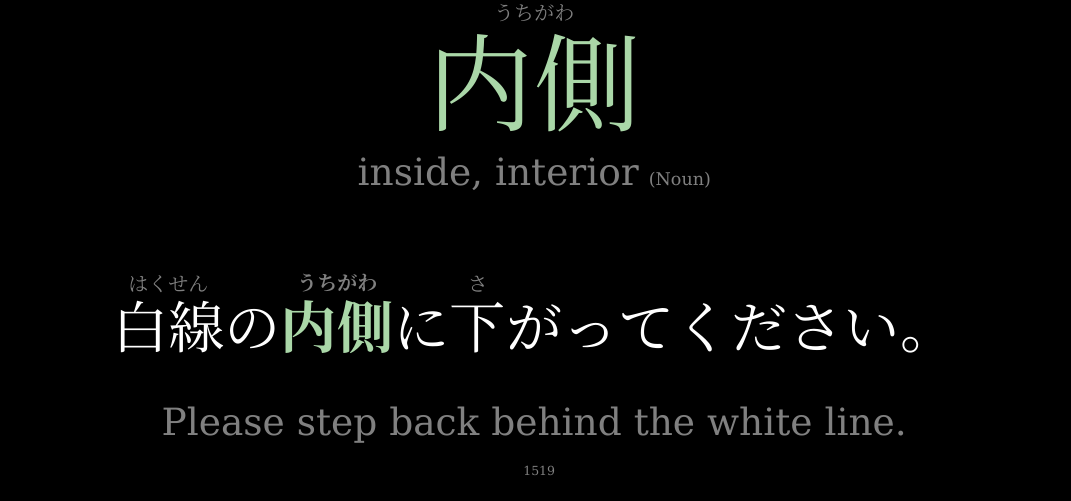 うちがわ
内側
inside, interior (Noun)
はくせん うちがわ さ
白線の内側に下がってください。
Please step back behind the white line.
1519